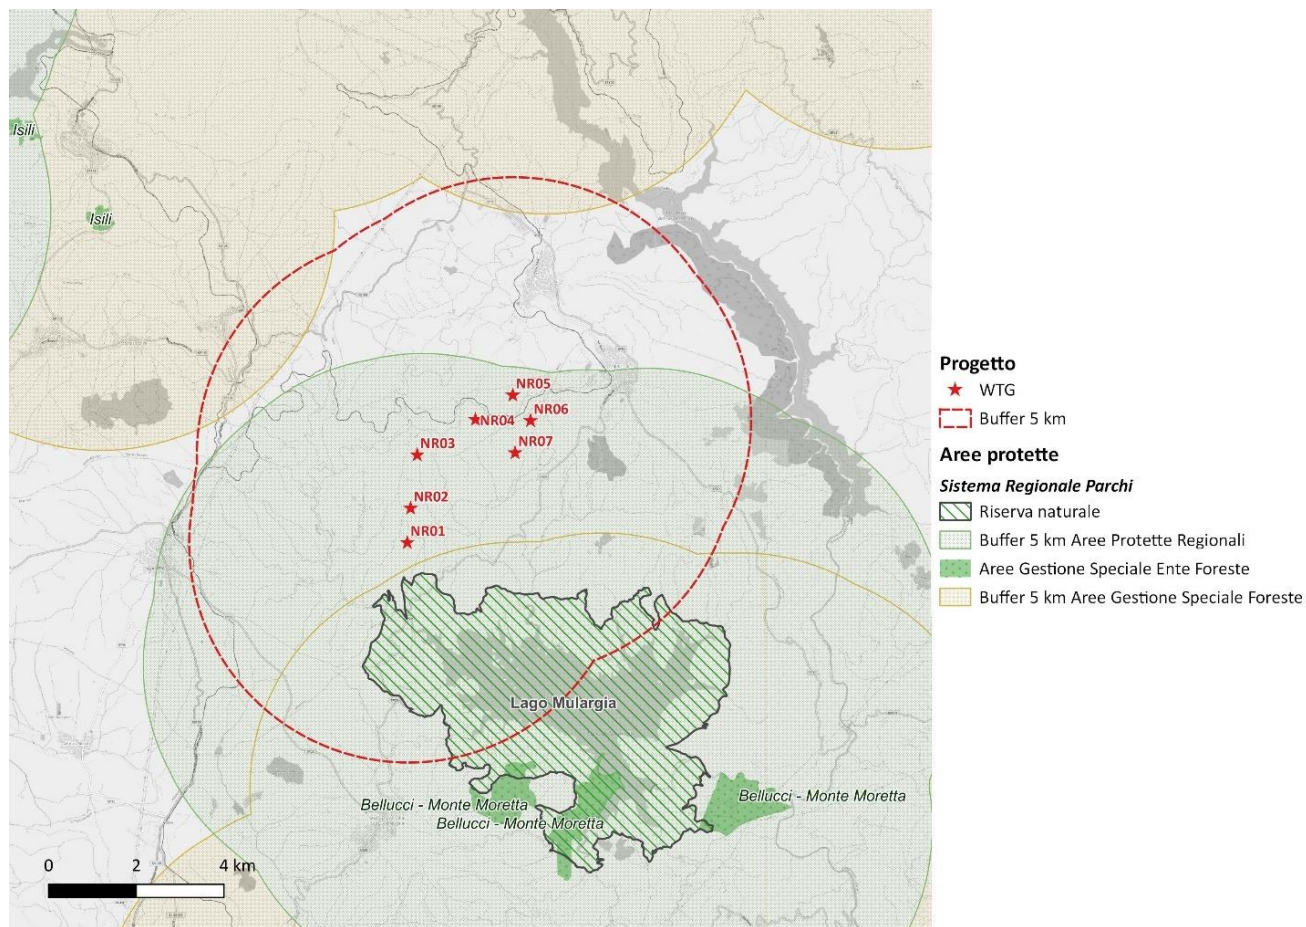 Isili
Isili
NR05
NR04
NR06
NR03
NR07
NR02
NR01
Lago Mulargia
Bellucci - Monte Moretta
Bellucci - Monte Moretta
Bellucci - Monte Moretta
0 2 4 km
Progetto
WTG
Buffer 5 km
Aree protette
Sistema Regionale Parchi
Riserva naturale
Buffer 5 km Aree Protette Regionali
Aree Gestione Speciale Ente Foreste
Buffer 5 km Aree Gestione Speciale Foreste